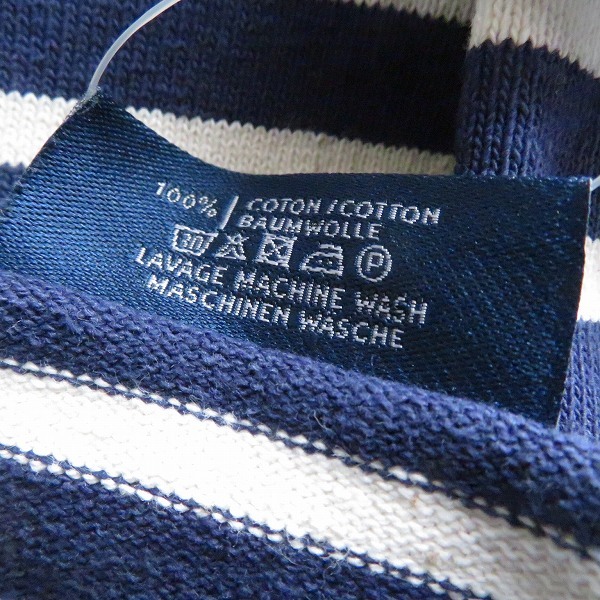 100% / COTON / COTTON
BAUMWOLLE
30 P
LAVAGE MACHINE WASH
MASCHINEN WÄSCHE